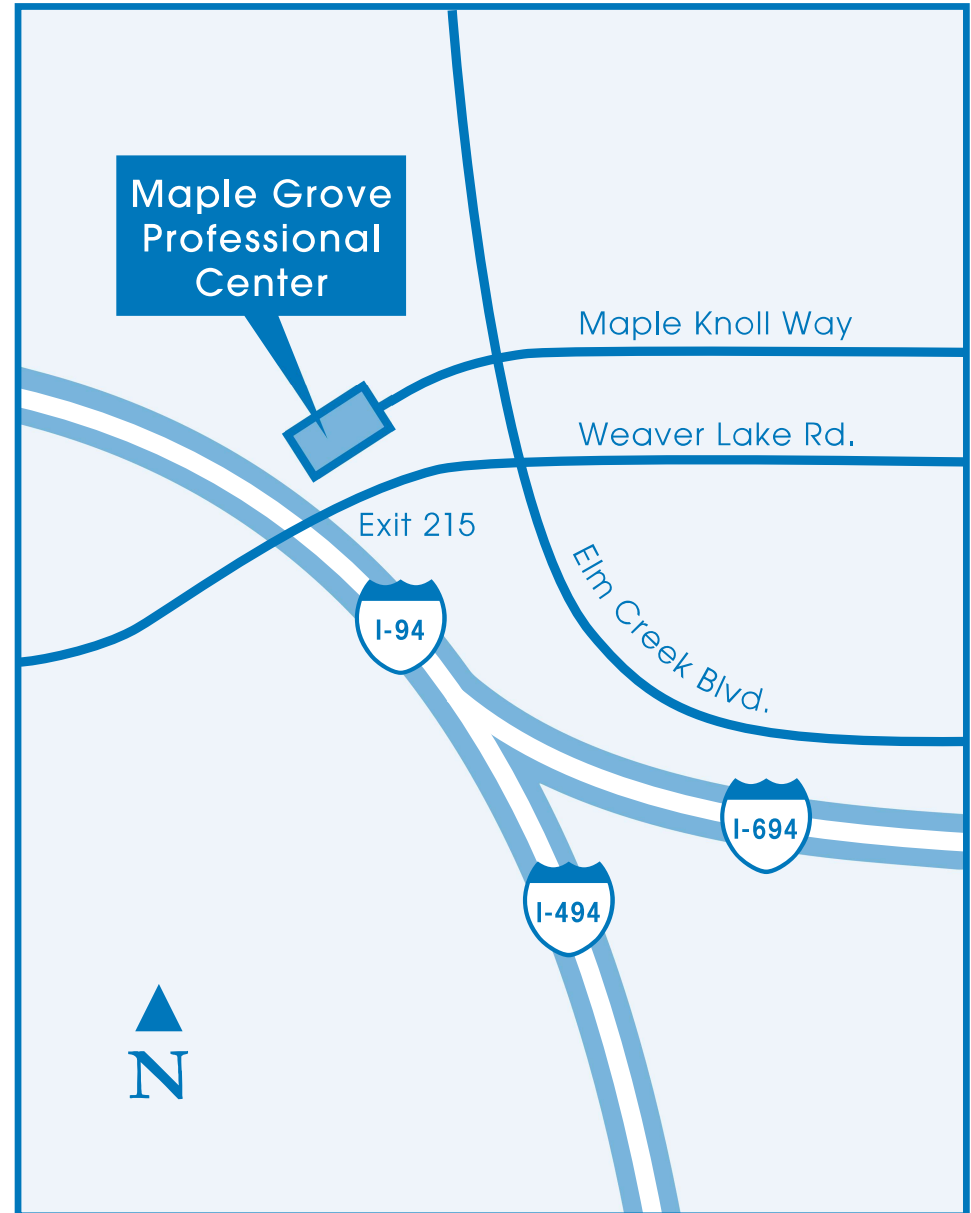 Maple Grove
Professional
Center
Maple Knoll Way
Weaver Lake Rd.
Exit 215
Elm Creek Blvd.
I-94
I-694
I-494
N